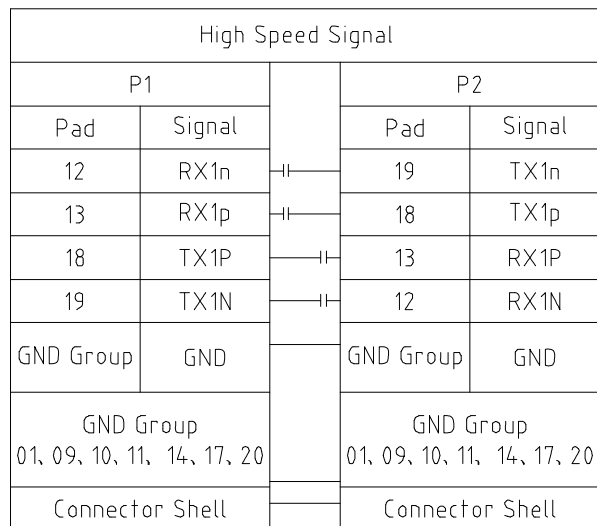 High Speed Signal
P1 P2
Pad Signal Pad Signal
12 RX1n 19 TX1n
13 RX1p 18 TX1p
18 TX1P 13 RX1P
19 TX1N 12 RX1N
GND Group GND GND Group GND
GND Group GND Group
01、09、10、11、 14、17、20 01、09、10、11、 14、17、20
Connector Shell Connector Shell